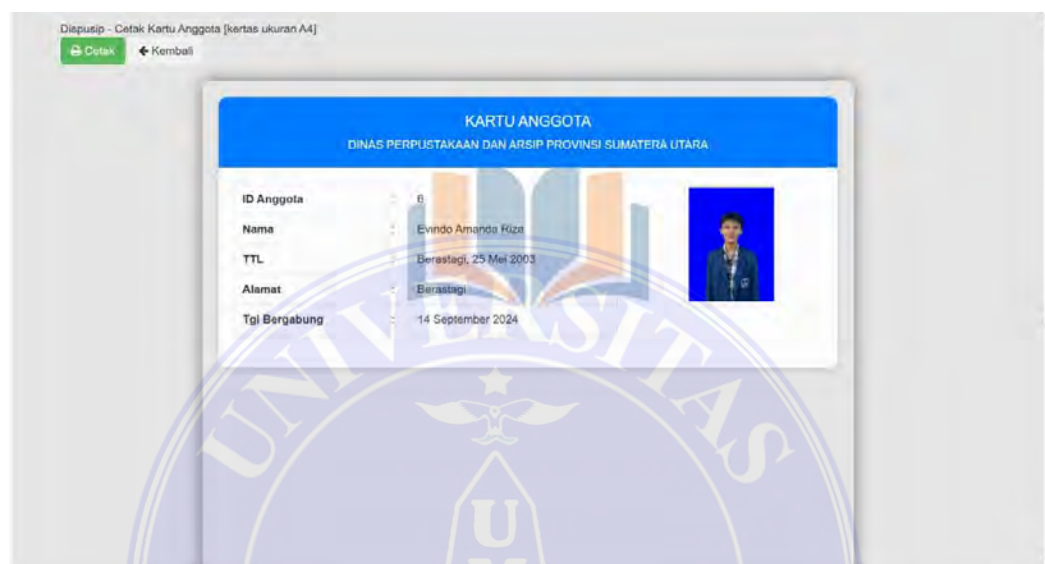 Dispusip - Cetak Kartu Anggota [kertas ukuran A4]
Cetak Kembali
KARTU ANGGOTA
DINAS PERPUSTAKAAN DAN ARSIP PROVINSI SUMATERA UTARA
ID Anggota : 6
Nama : Evindo Amanda Riza
TTL : Berastagi, 25 Mei 2003
Alamat : Berastagi
Tgl Bergabung : 14 September 2024
UNIVERSITAS
U